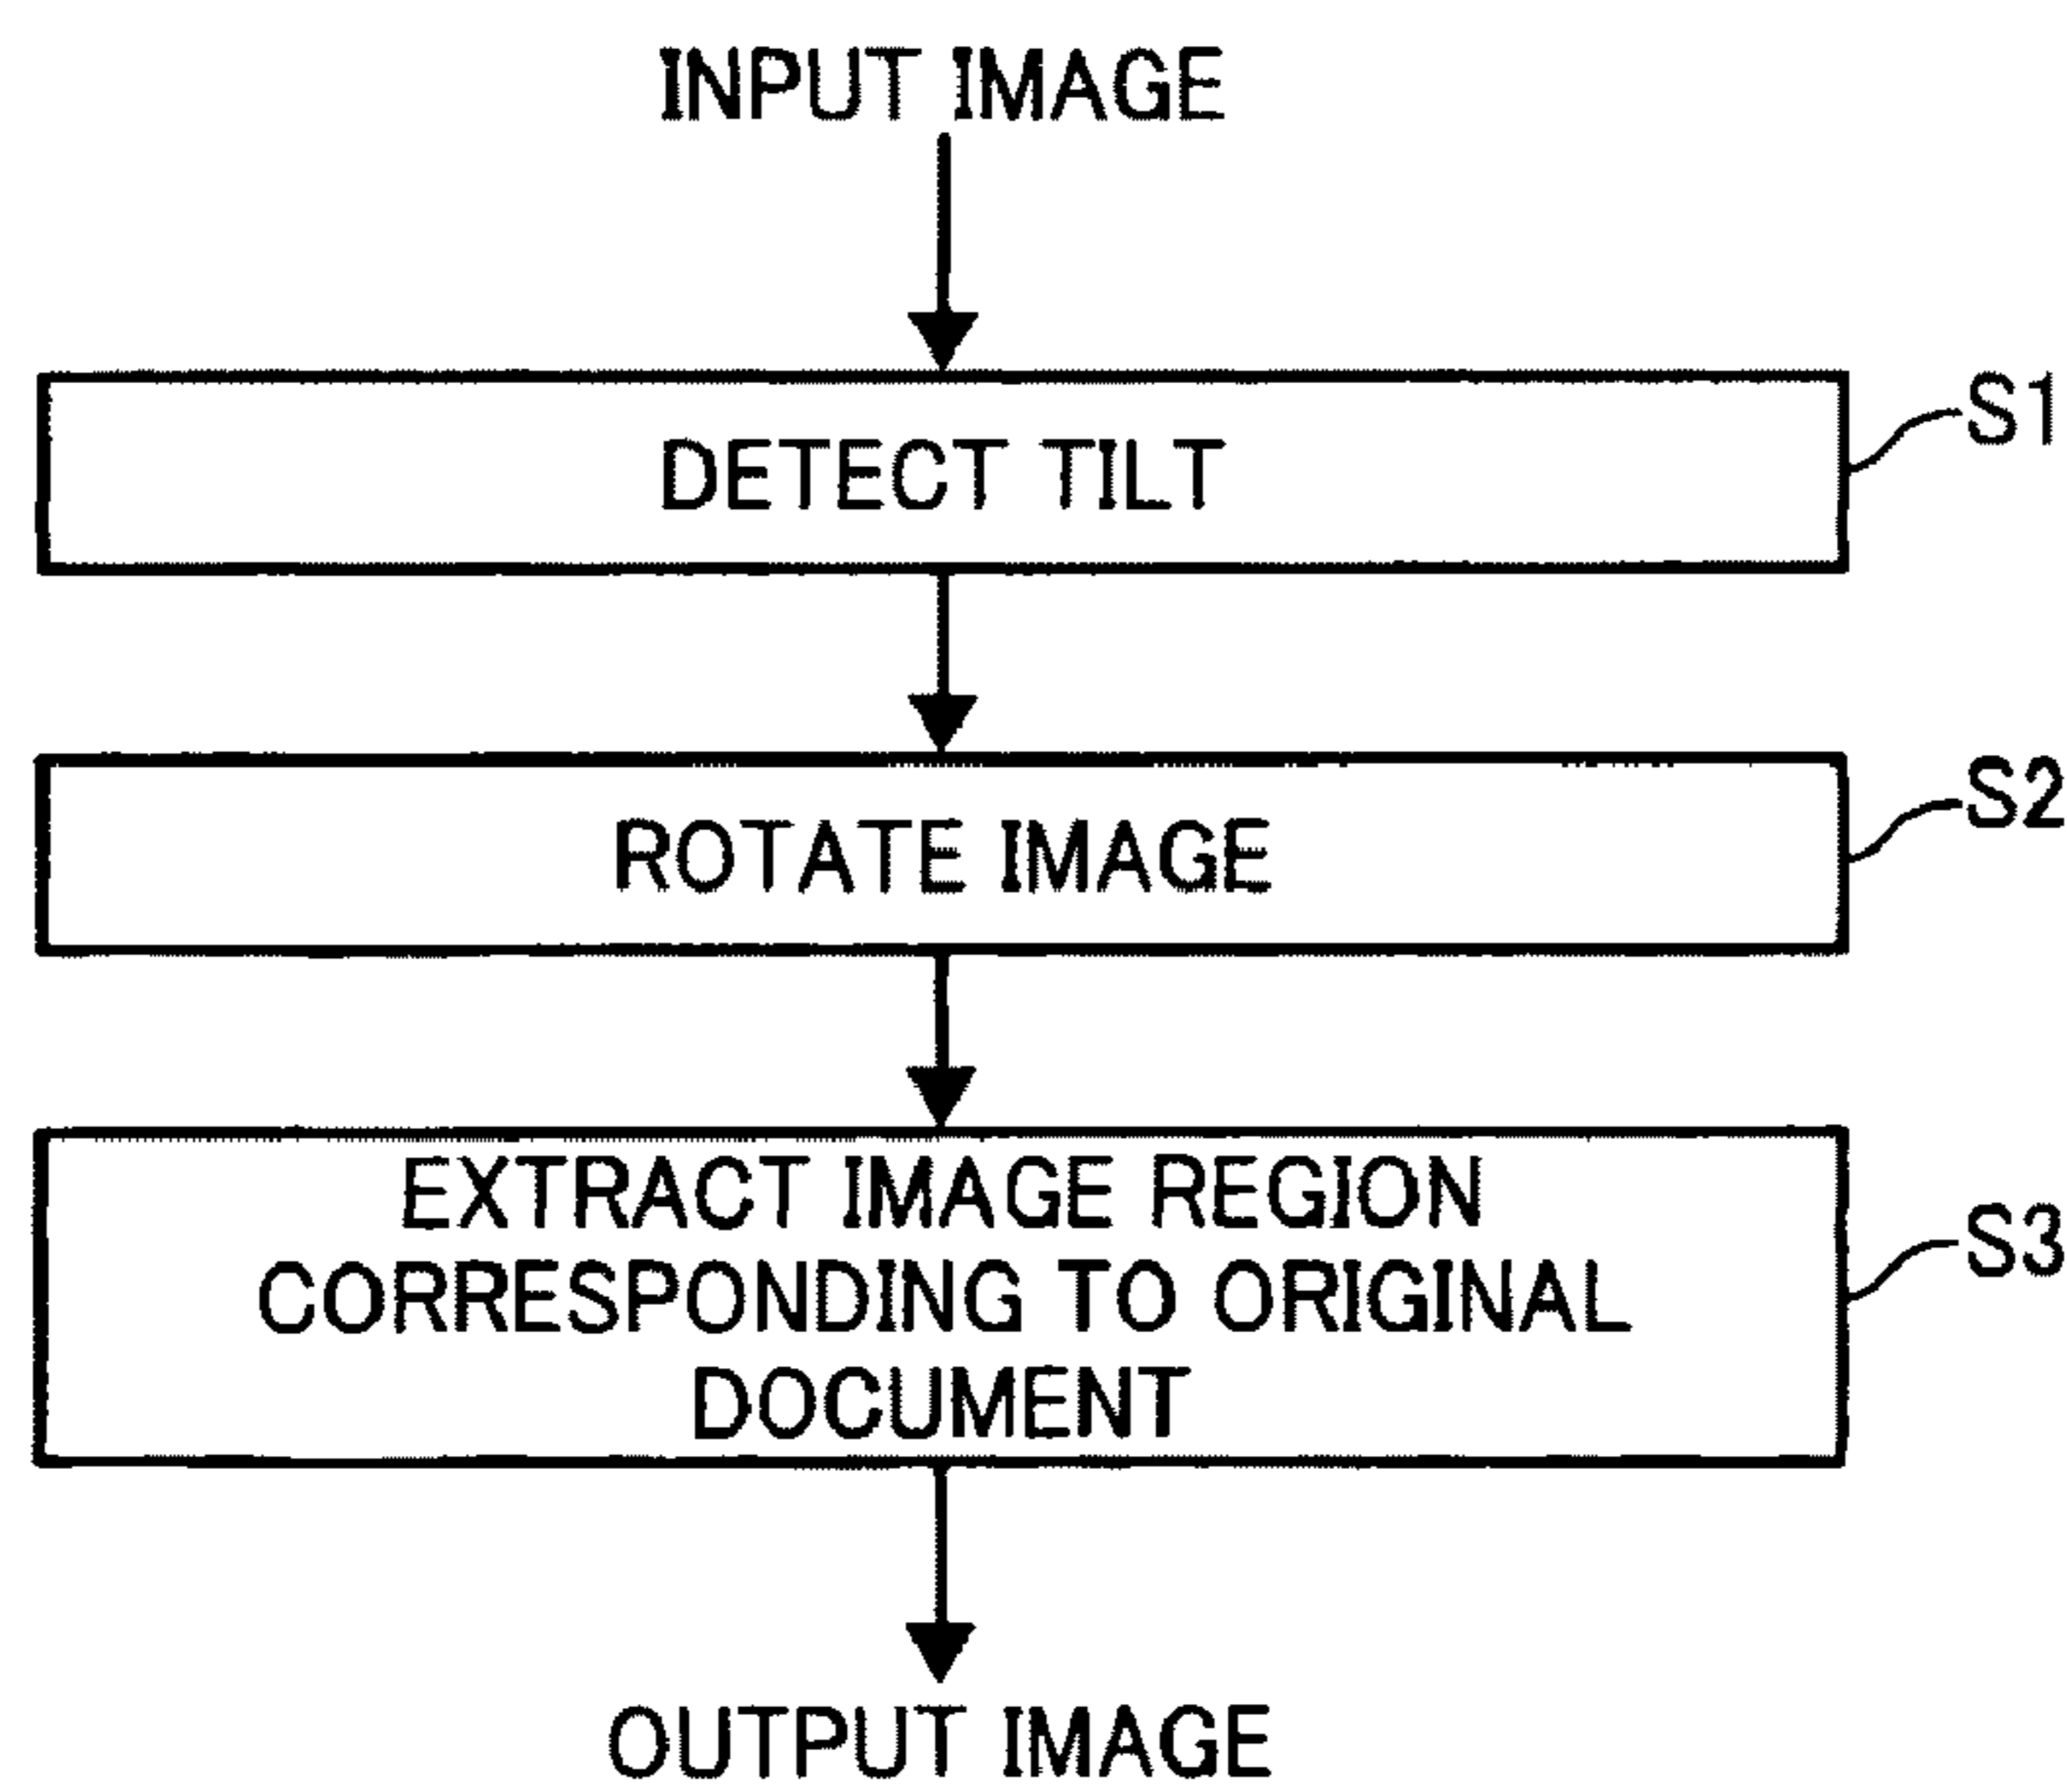 INPUT IMAGE
DETECT TILT
S1
ROTATE IMAGE
S2
EXTRACT IMAGE REGION
CORRESPONDING TO ORIGINAL
DOCUMENT
S3
OUTPUT IMAGE